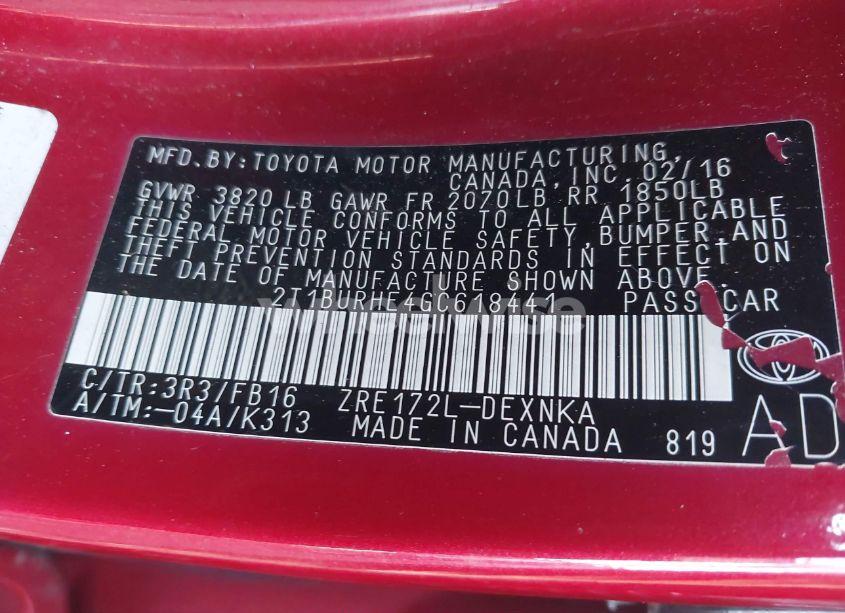 MFD. BY: TOYOTA MOTOR MANUFACTURING,
CANADA, INC. 02/16
GVWR 3820 LB GAWR FR 2070LB RR 1850LB
THIS VEHICLE CONFORMS TO ALL APPLICABLE
FEDERAL MOTOR VEHICLE SAFETY, BUMPER, AND
THEFT PREVENTION STANDARDS IN EFFECT ON
THE DATE OF MANUFACTURE SHOWN ABOVE.
PASS CAR
C/TR:3R3/FB16 ZRE172L-DEXNKA
A/TM:-04A/K313 MADE IN CANADA 819 AD